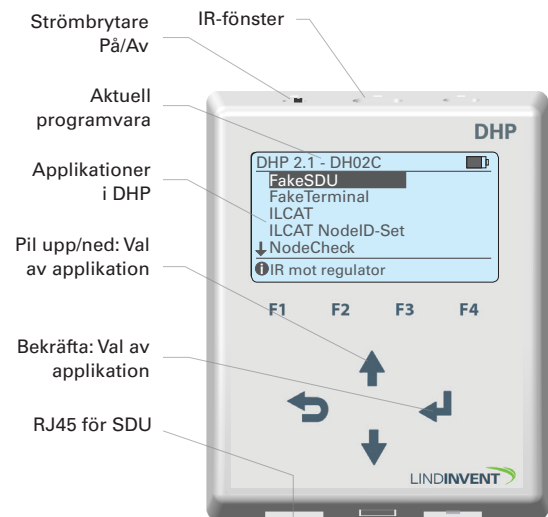 Strömbrytare
På/Av
IR-fönster
Aktuell
programvara
Applikationer
i DHP
Pil upp/ned: Val
av applikation
Bekräfta: Val av
applikation
RJ45 för SDU
DHP
DHP 2.1 - DH02C
FakeSDU
FakeTerminal
ILCAT
ILCAT NodeID-Set
NodeCheck
IR mot regulator
F1 F2 F3 F4
LINDINVENT